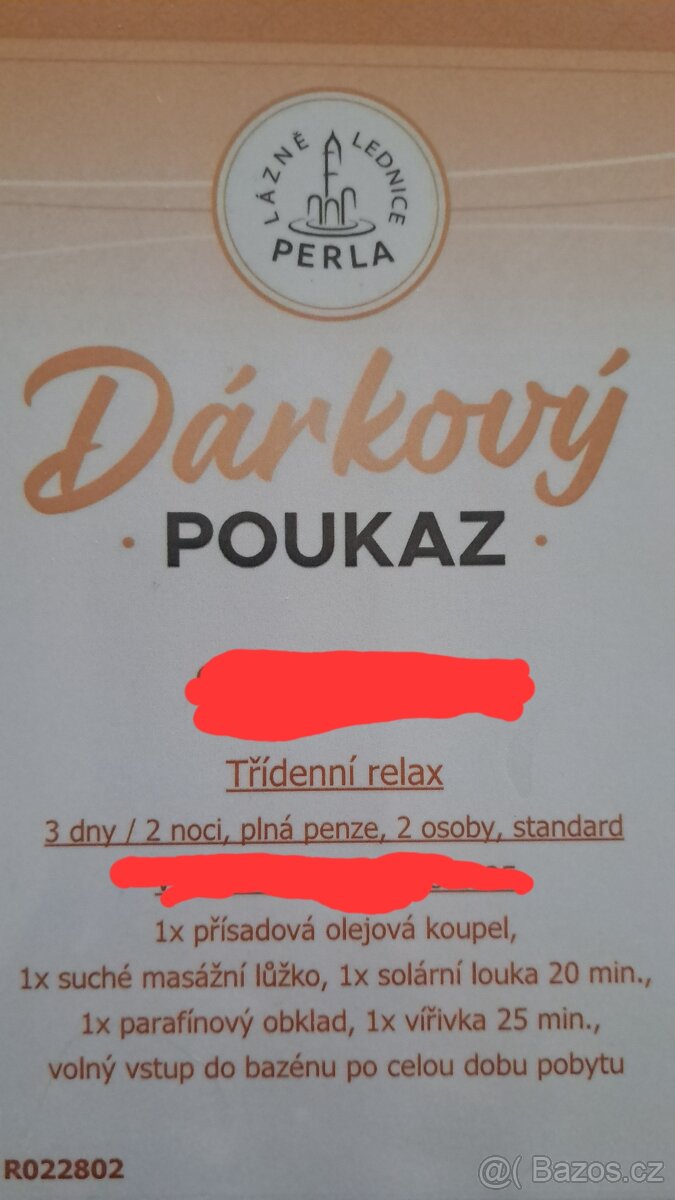 LÁZNĚ LEDNICE
PERLA
Dárkový
• POUKAZ •
Třídenní relax
3 dny / 2 noci, plná penze, 2 osoby, standard
1x přísadová olejová koupel,
1x suché masážní lůžko, 1x solární louka 20 min.,
1x parafínový obklad, 1x vířivka 25 min.,
volný vstup do bazénu po celou dobu pobytu
R022802
@( Bazos.cz